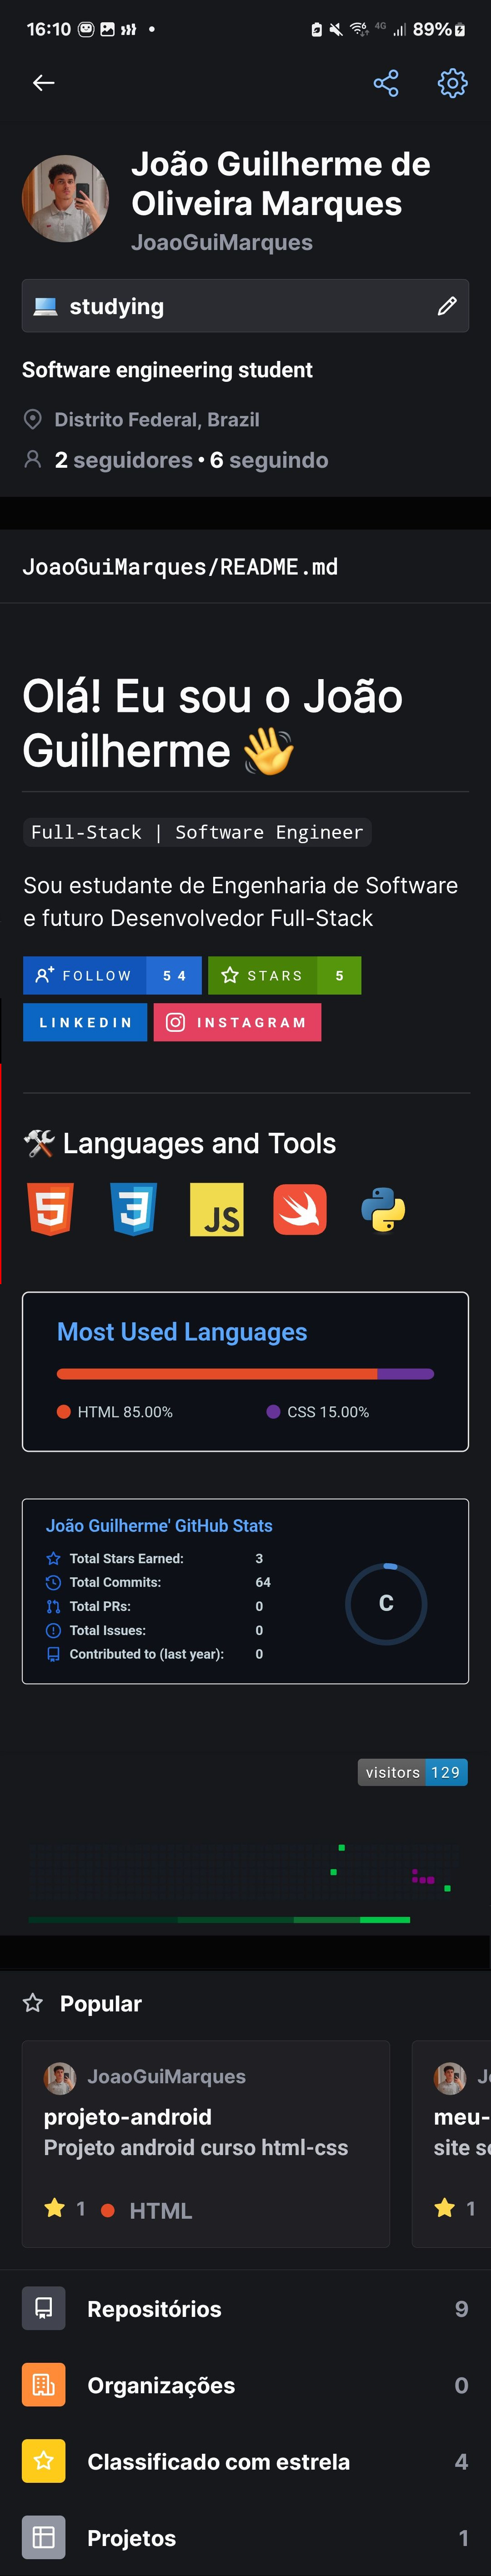 16:10 4G 89%
João Guilherme de
Oliveira Marques
JoaoGuiMarques
studying
Software engineering student
Distrito Federal, Brazil
2 seguidores • 6 seguindo
JoaoGuiMarques/README.md
Olá! Eu sou o João
Guilherme 👋
Full-Stack | Software Engineer
Sou estudante de Engenharia de Software
e futuro Desenvolvedor Full-Stack
FOLLOW 54 STARS 5
LINKEDIN INSTAGRAM
🛠 Languages and Tools
5 3 JS
Most Used Languages
HTML 85.00% CSS 15.00%
João Guilherme' GitHub Stats
Total Stars Earned: 3
Total Commits: 64
Total PRs: 0
Total Issues: 0
Contributed to (last year): 0
C
visitors 129
Popular
JoaoGuiMarques
projeto-android
Projeto android curso html-css
1 HTML
meu-
1
Repositórios 9
Organizações 0
Classificado com estrela 4
Projetos 1